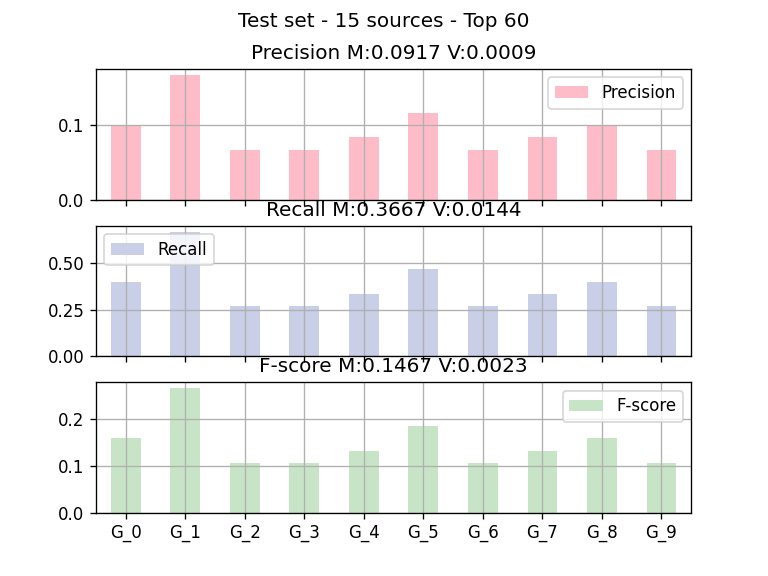 Test set - 15 sources - Top 60
Precision M:0.0917 V:0.0009
Precision
0.1
0.0
Recall M:0.3667 V:0.0144
Recall
0.50
0.25
0.00
F-score M:0.1467 V:0.0023
F-score
0.2
0.1
0.0
G_0 G_1 G_2 G_3 G_4 G_5 G_6 G_7 G_8 G_9